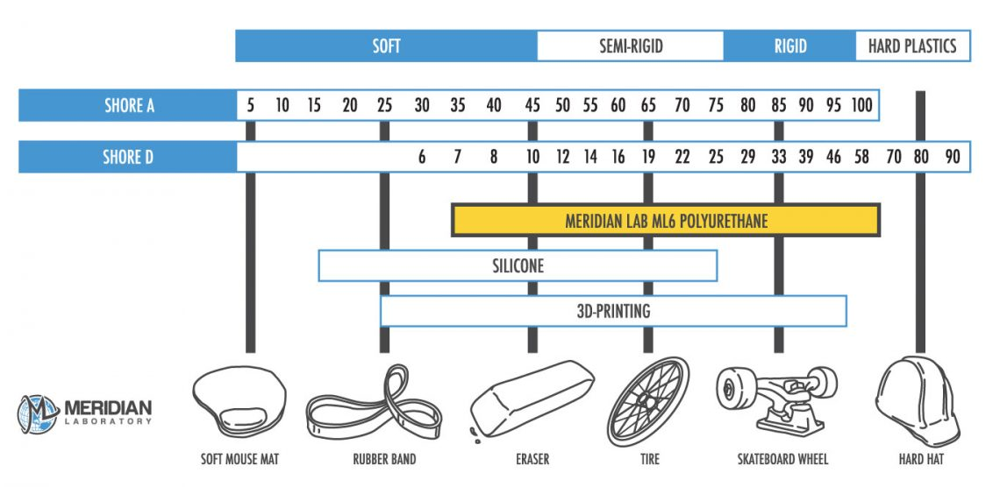 SOFT SEMI-RIGID RIGID HARD PLASTICS
SHORE A 5 10 15 20 25 30 35 40 45 50 55 60 65 70 75 80 85 90 95 100
SHORE D 6 7 8 10 12 14 16 19 22 25 29 33 39 46 58 70 80 90
MERIDIAN LAB ML6 POLYURETHANE
SILICONE
3D-PRINTING
MERIDIAN
LABORATORY
SOFT MOUSE MAT RUBBER BAND ERASER TIRE SKATEBOARD WHEEL HARD HAT